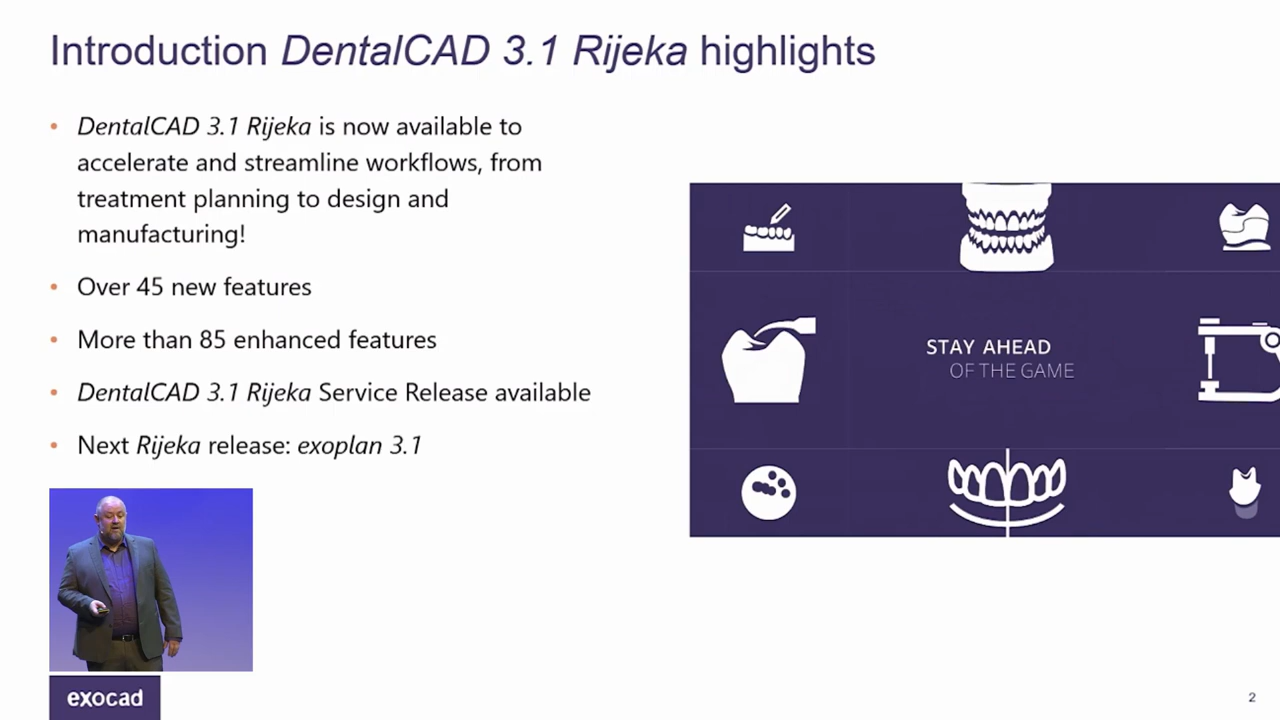 Introduction DentalCAD 3.1 Rijeka highlights
• DentalCAD 3.1 Rijeka is now available to
accelerate and streamline workflows, from
treatment planning to design and
manufacturing!
• Over 45 new features
• More than 85 enhanced features
• DentalCAD 3.1 Rijeka Service Release available
• Next Rijeka release: exoplan 3.1
STAY AHEAD
OF THE GAME
exocad
2